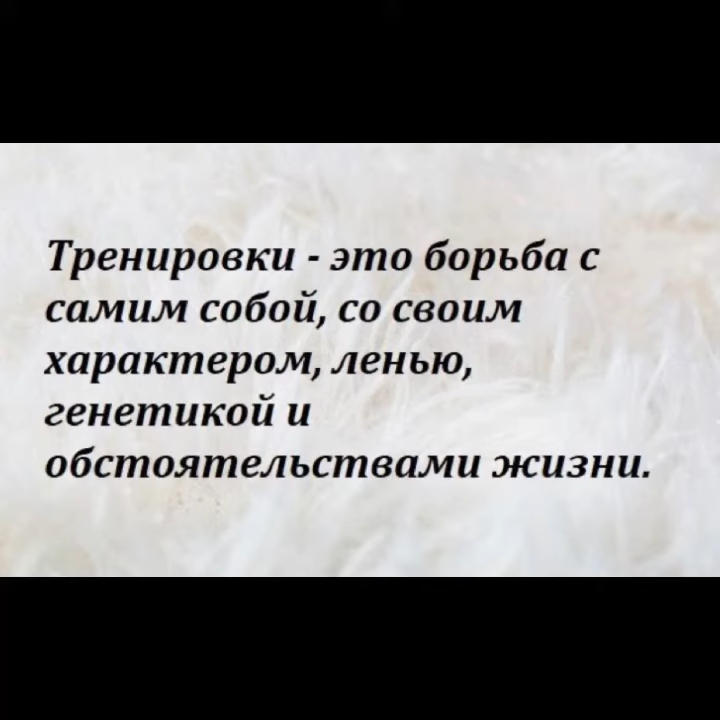 Тренировки - это борьба с
самим собой, со своим
характером, ленью,
генетикой и
обстоятельствами жизни.